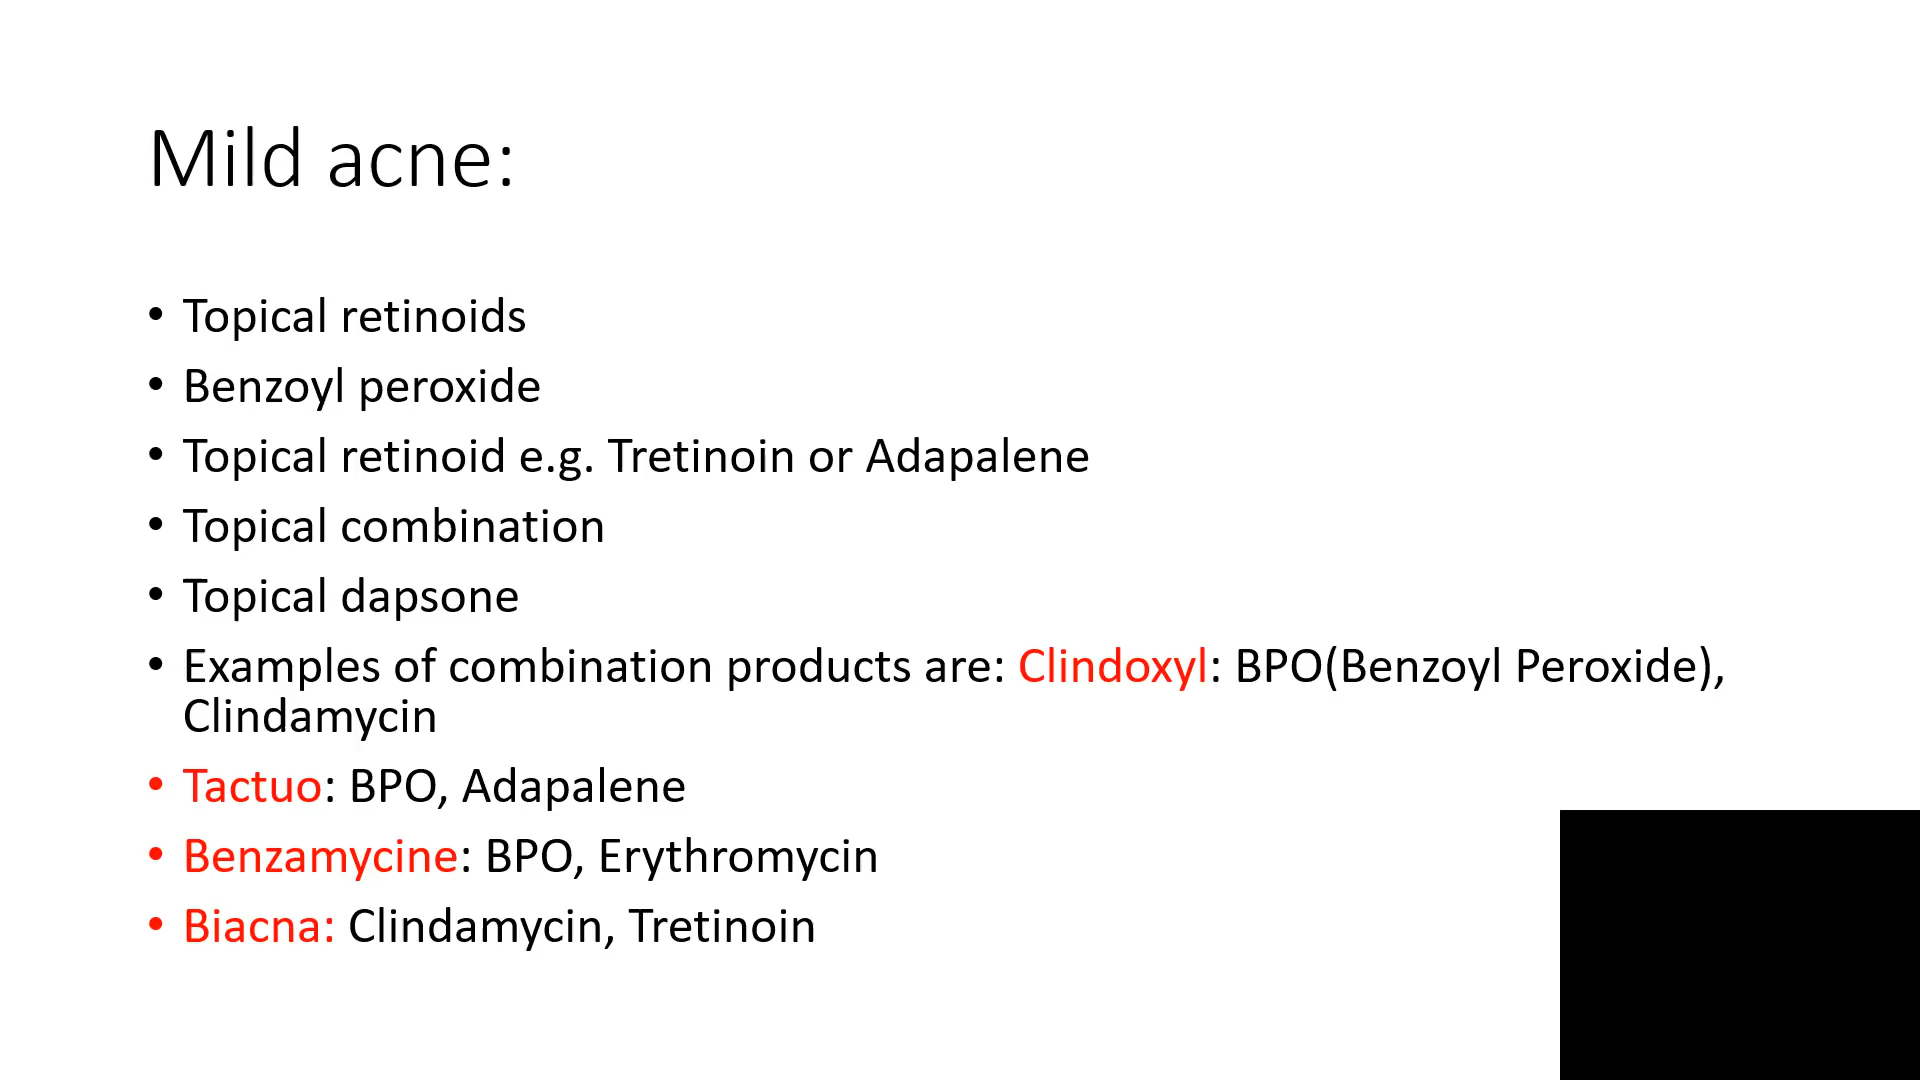 Mild acne:
• Topical retinoids
• Benzoyl peroxide
• Topical retinoid e.g. Tretinoin or Adapalene
• Topical combination
• Topical dapsone
• Examples of combination products are: Clindoxyl: BPO(Benzoyl Peroxide),
Clindamycin
• Tactuo: BPO, Adapalene
• Benzamycine: BPO, Erythromycin
• Biacna: Clindamycin, Tretinoin